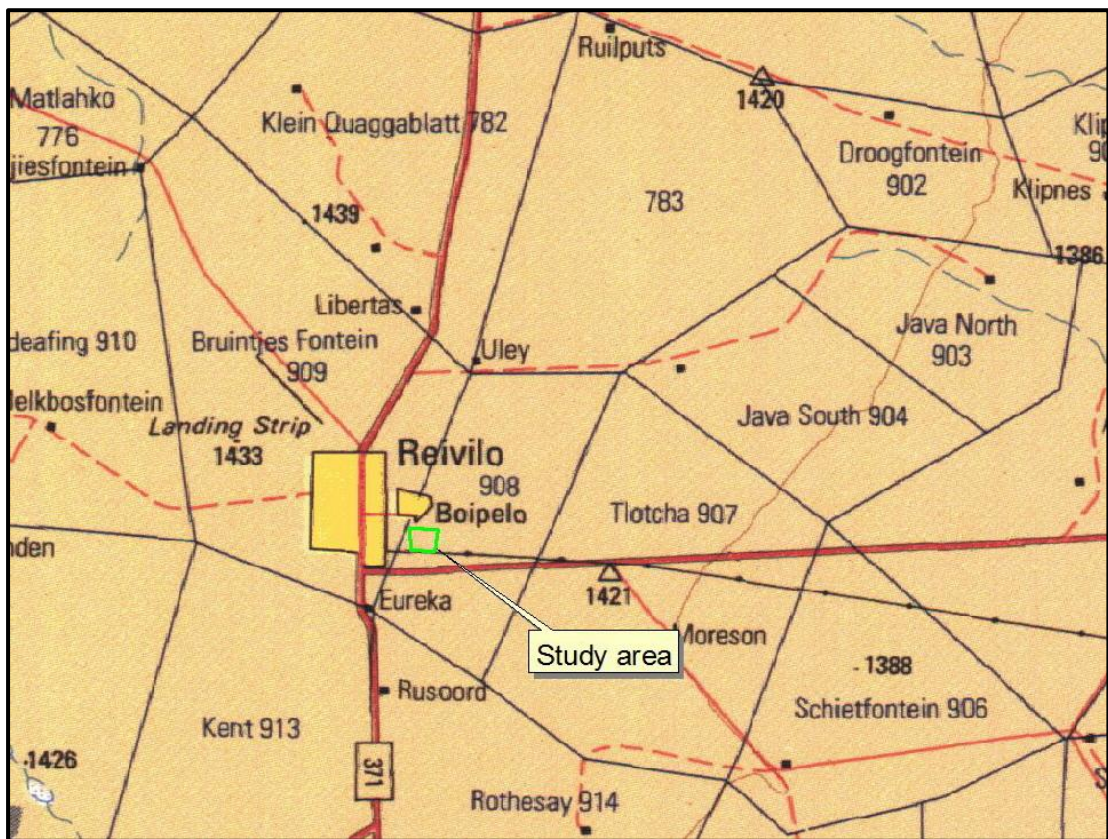 Ruilputs
Matlahko
776
1420
Klein Quaggablatt 782
Droogfontein
902
jiesfontein
Klipnes
783
1439
1386
Libertas
Java North
903
deafing 910
Bruintjes Fontein
909
Uley
elkbosfontein
Landing Strip
1433
Java South 904
Reivilo
908
Boipelo
Tlotcha 907
nden
1421
Eureka
Moreson
Study area
1388
Rusoord
Schietfontein 906
Kent 913
1426
371
Rothesay 914